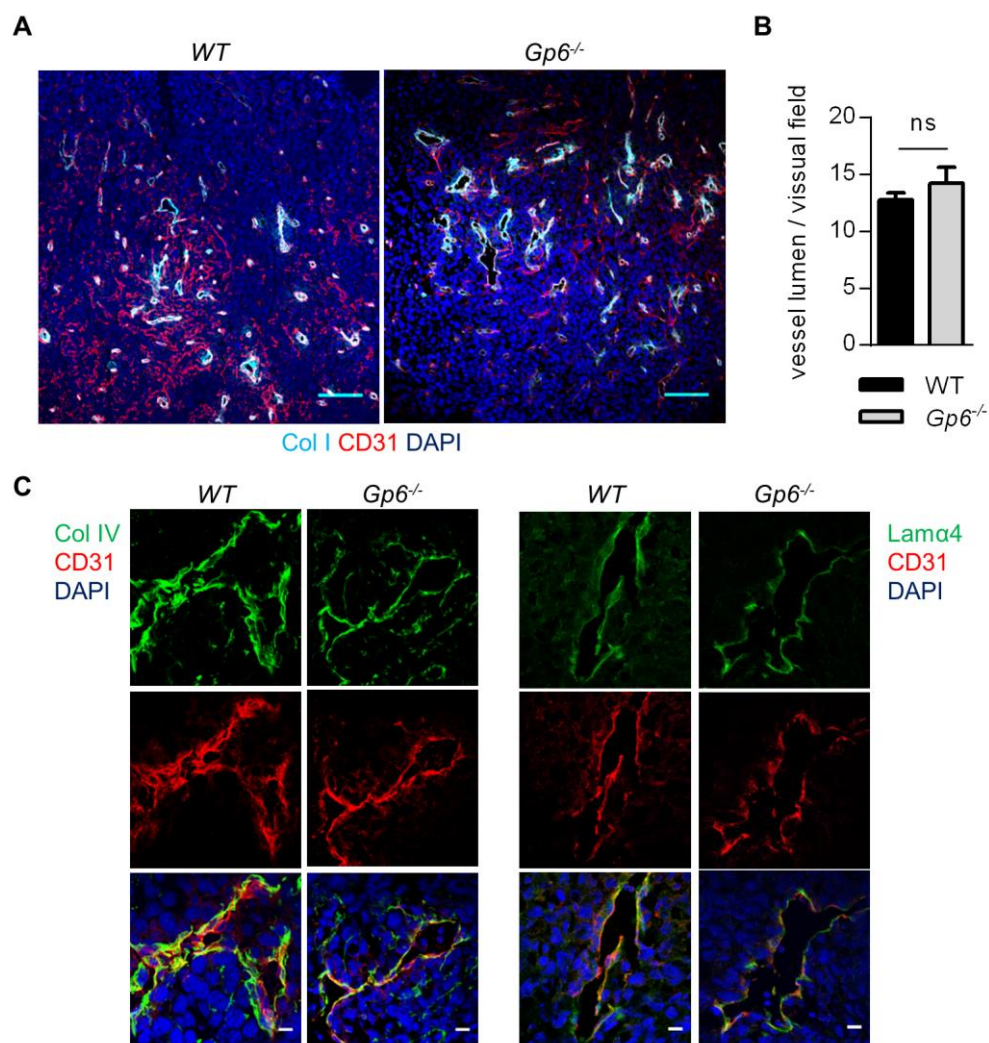 A
WT
Gp6-/-
Col I CD31 DAPI
B
vessel lumen / vissual field
20
15
10
5
0
ns
WT
Gp6-/-
C
WT
Gp6-/-
WT
Gp6-/-
Col IV
CD31
DAPI
Lamα4
CD31
DAPI